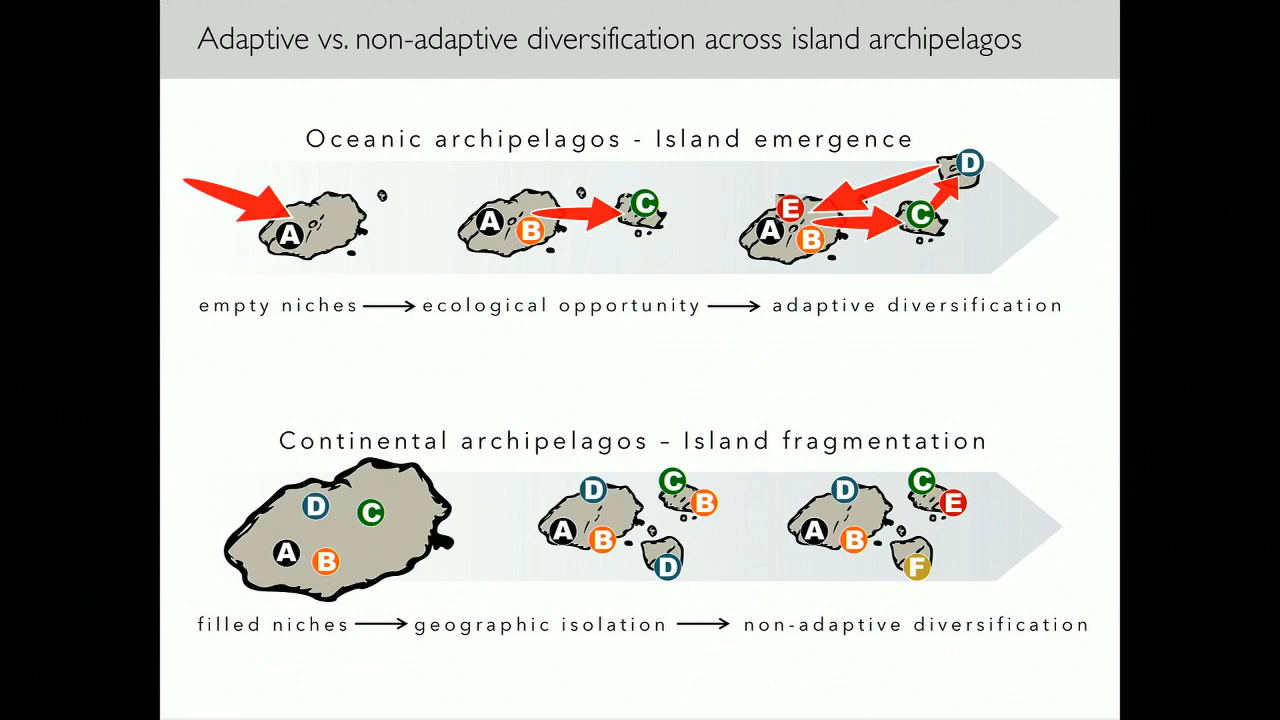 Adaptive vs. non-adaptive diversification across island archipelagos
Oceanic archipelagos - Island emergence
A
A
B
C
E
A
B
C
D
empty niches → ecological opportunity → adaptive diversification
Continental archipelagos – Island fragmentation
D
C
A
B
D
A
B
C
B
D
D
A
B
C
E
F
filled niches → geographic isolation → non-adaptive diversification